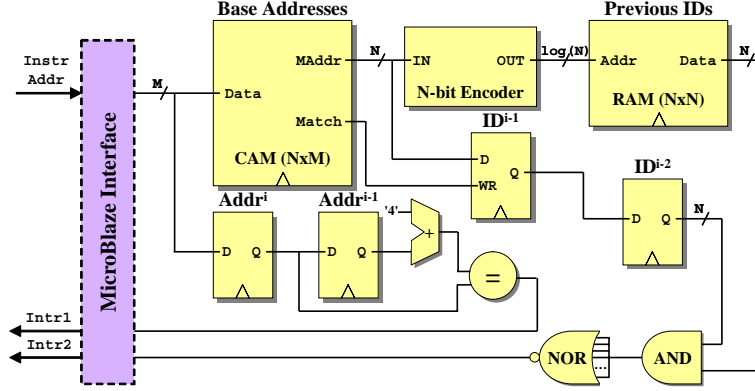 Base Addresses
Previous IDs
Instr
Addr
M
Data
MAddr
Match
CAM (NxM)
N
IN
OUT
N-bit Encoder
log(N)
Addr
Data
RAM (NxN)
N
MicroBlaze Interface
ID^i-1
D
WR
Q
ID^i-2
D
Q
N
Addr^i
D
Q
Addr^i-1
D
Q
'4'
+
=
Intr1
Intr2
NOR
...
AND